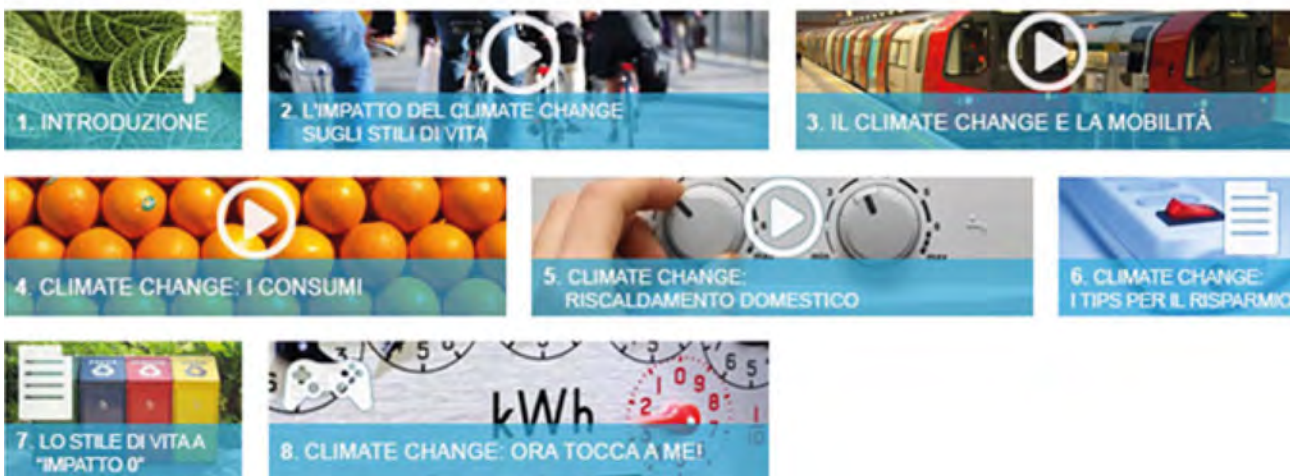 1. INTRODUZIONE
2. L'IMPATTO DEL CLIMATE CHANGE
SUGLI STILI DI VITA
3. IL CLIMATE CHANGE E LA MOBILITÀ
4. CLIMATE CHANGE: I CONSUMI
min
max
5. CLIMATE CHANGE:
RISCALDAMENTO DOMESTICO
6. CLIMATE CHANGE:
I TIPS PER IL RISPARMIO
7. LO STILE DI VITA A
"IMPATTO 0"
kWh
8. CLIMATE CHANGE: ORA TOCCA A ME!